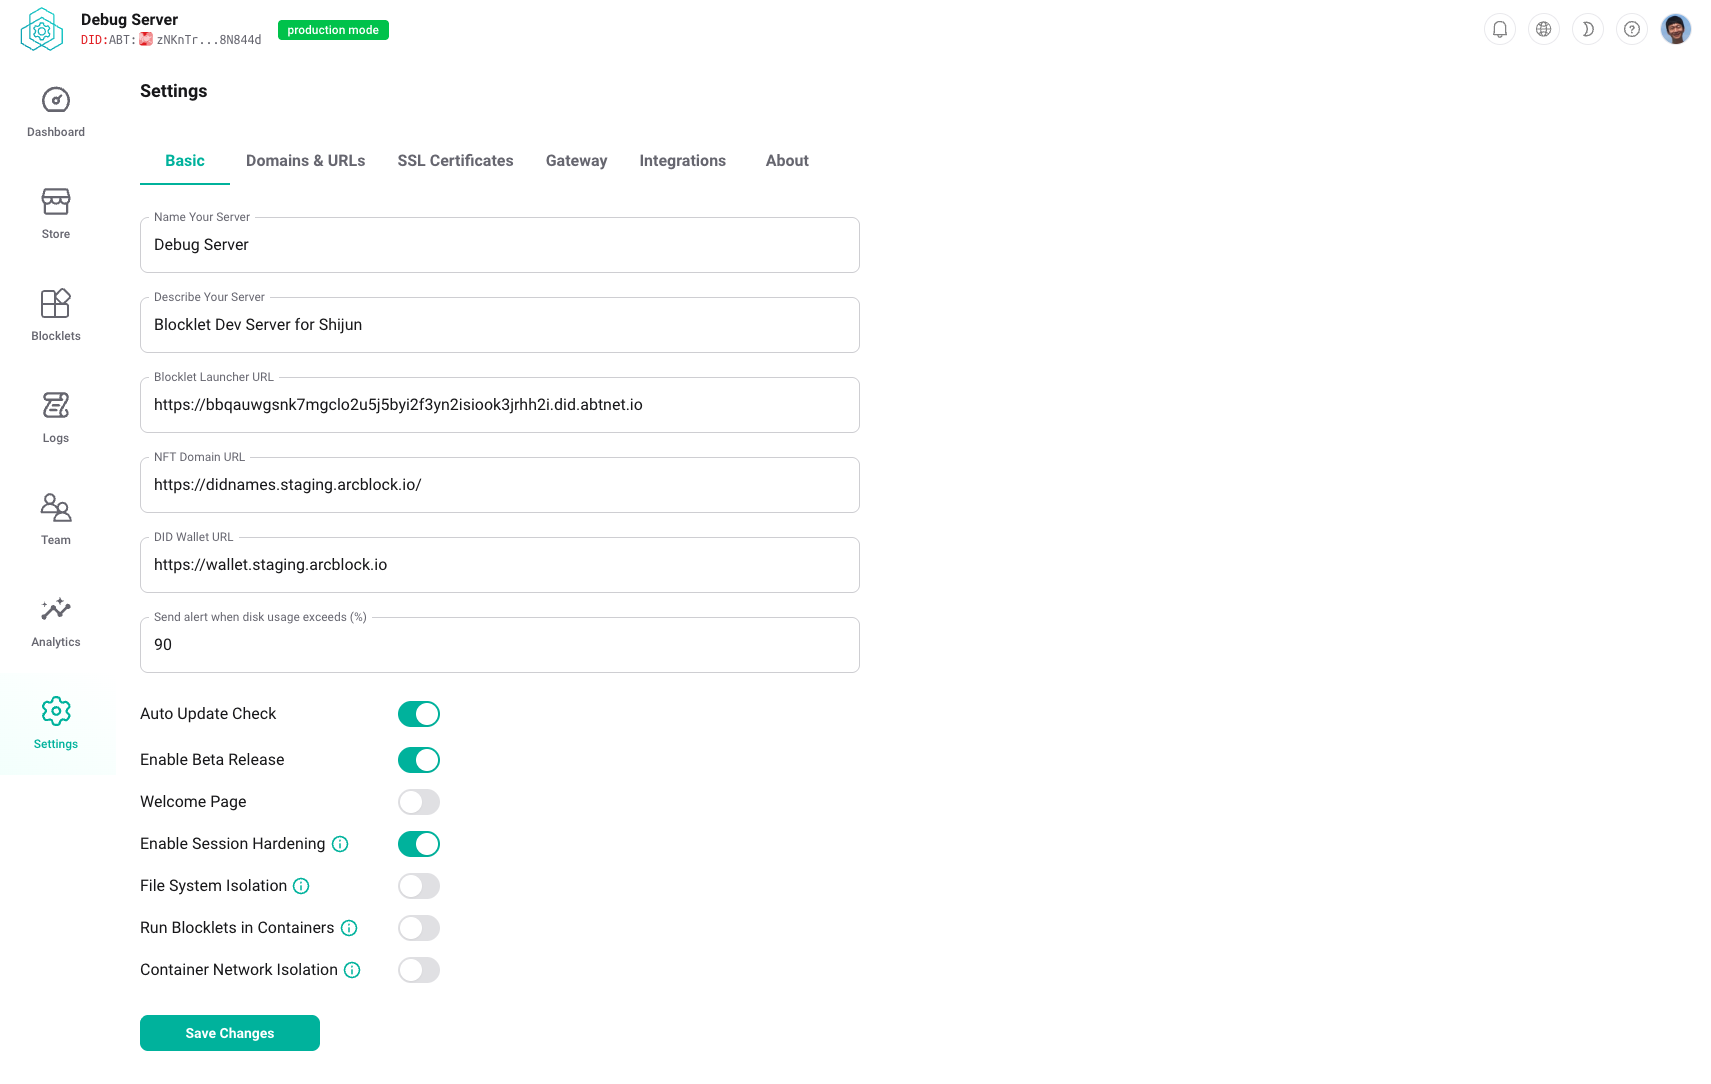 Debug Server
DID:ABT: zNKnTr...8N844d
production mode
Dashboard
Store
Blocklets
Logs
Team
Analytics
Settings
Settings
Basic
Domains & URLs
SSL Certificates
Gateway
Integrations
About
Name Your Server
Debug Server
Describe Your Server
Blocklet Dev Server for Shijun
Blocklet Launcher URL
https://bbqauwgsnk7mgclo2u5j5byi2f3yn2isiook3jrhh2i.did.abtnet.io
NFT Domain URL
https://didnames.staging.arcblock.io/
DID Wallet URL
https://wallet.staging.arcblock.io
Send alert when disk usage exceeds (%)
90
Auto Update Check
Enable Beta Release
Welcome Page
Enable Session Hardening
File System Isolation
Run Blocklets in Containers
Container Network Isolation
Save Changes